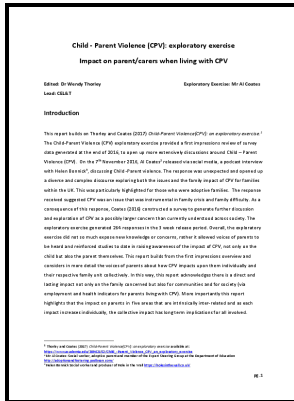 Child - Parent Violence (CPV): exploratory exercise
Impact on parent/carers when living with CPV
Edited: Dr Wendy Thorley Exploratory Exercise: Mr Al Coates
Lead: CEL&T
Introduction
This report builds on Thorley and Coates (2017) Child-Parent Violence(CPV): an exploratory exercise.1
The Child-Parent Violence (CPV) exploratory exercise provided a first impressions review of survey
data generated at the end of 2016, to open up more extensively discussions around Child – Parent
Violence (CPV). On the 7th November 2016, Al Coates2 released via social media, a podcast interview
with Helen Bonnick3, discussing Child-Parent violence. The response was unexpected and opened up
a diverse and complex discourse exploring both the issues and the family impact of CPV for families
within the UK. This was particularly highlighted for those who were adoptive families. The response
received suggested CPV was an issue that was instrumental in family crisis and family difficulty. As a
consequence of this response, Coates (2016) constructed a survey to generate further discussion
and exploration of CPV as a possibly larger concern than currently understood across society. The
exploratory exercise generated 264 responses in the 3 week release period. Overall, the exploratory
exercise did not so much expose new knowledge or concerns, rather it allowed voices of parents to
be heard and reinforced studies to date in raising awareness of the impact of CPV, not only on the
child but also the parent themselves. This report builds from the first impressions overview and
considers in more detail the voices of parents about how CPV impacts upon them individually and
their respective family unit collectively. In this way, this report acknowledges there is a direct and
lasting impact not only on the family concerned but also for communities and for society (via
employment and health indicators for parents living with CPV). More importantly this report
highlights that the impact on parents in five areas that are intrinsically inter-related and as each
impact increases individually, the collective impact has long term implications for all involved.